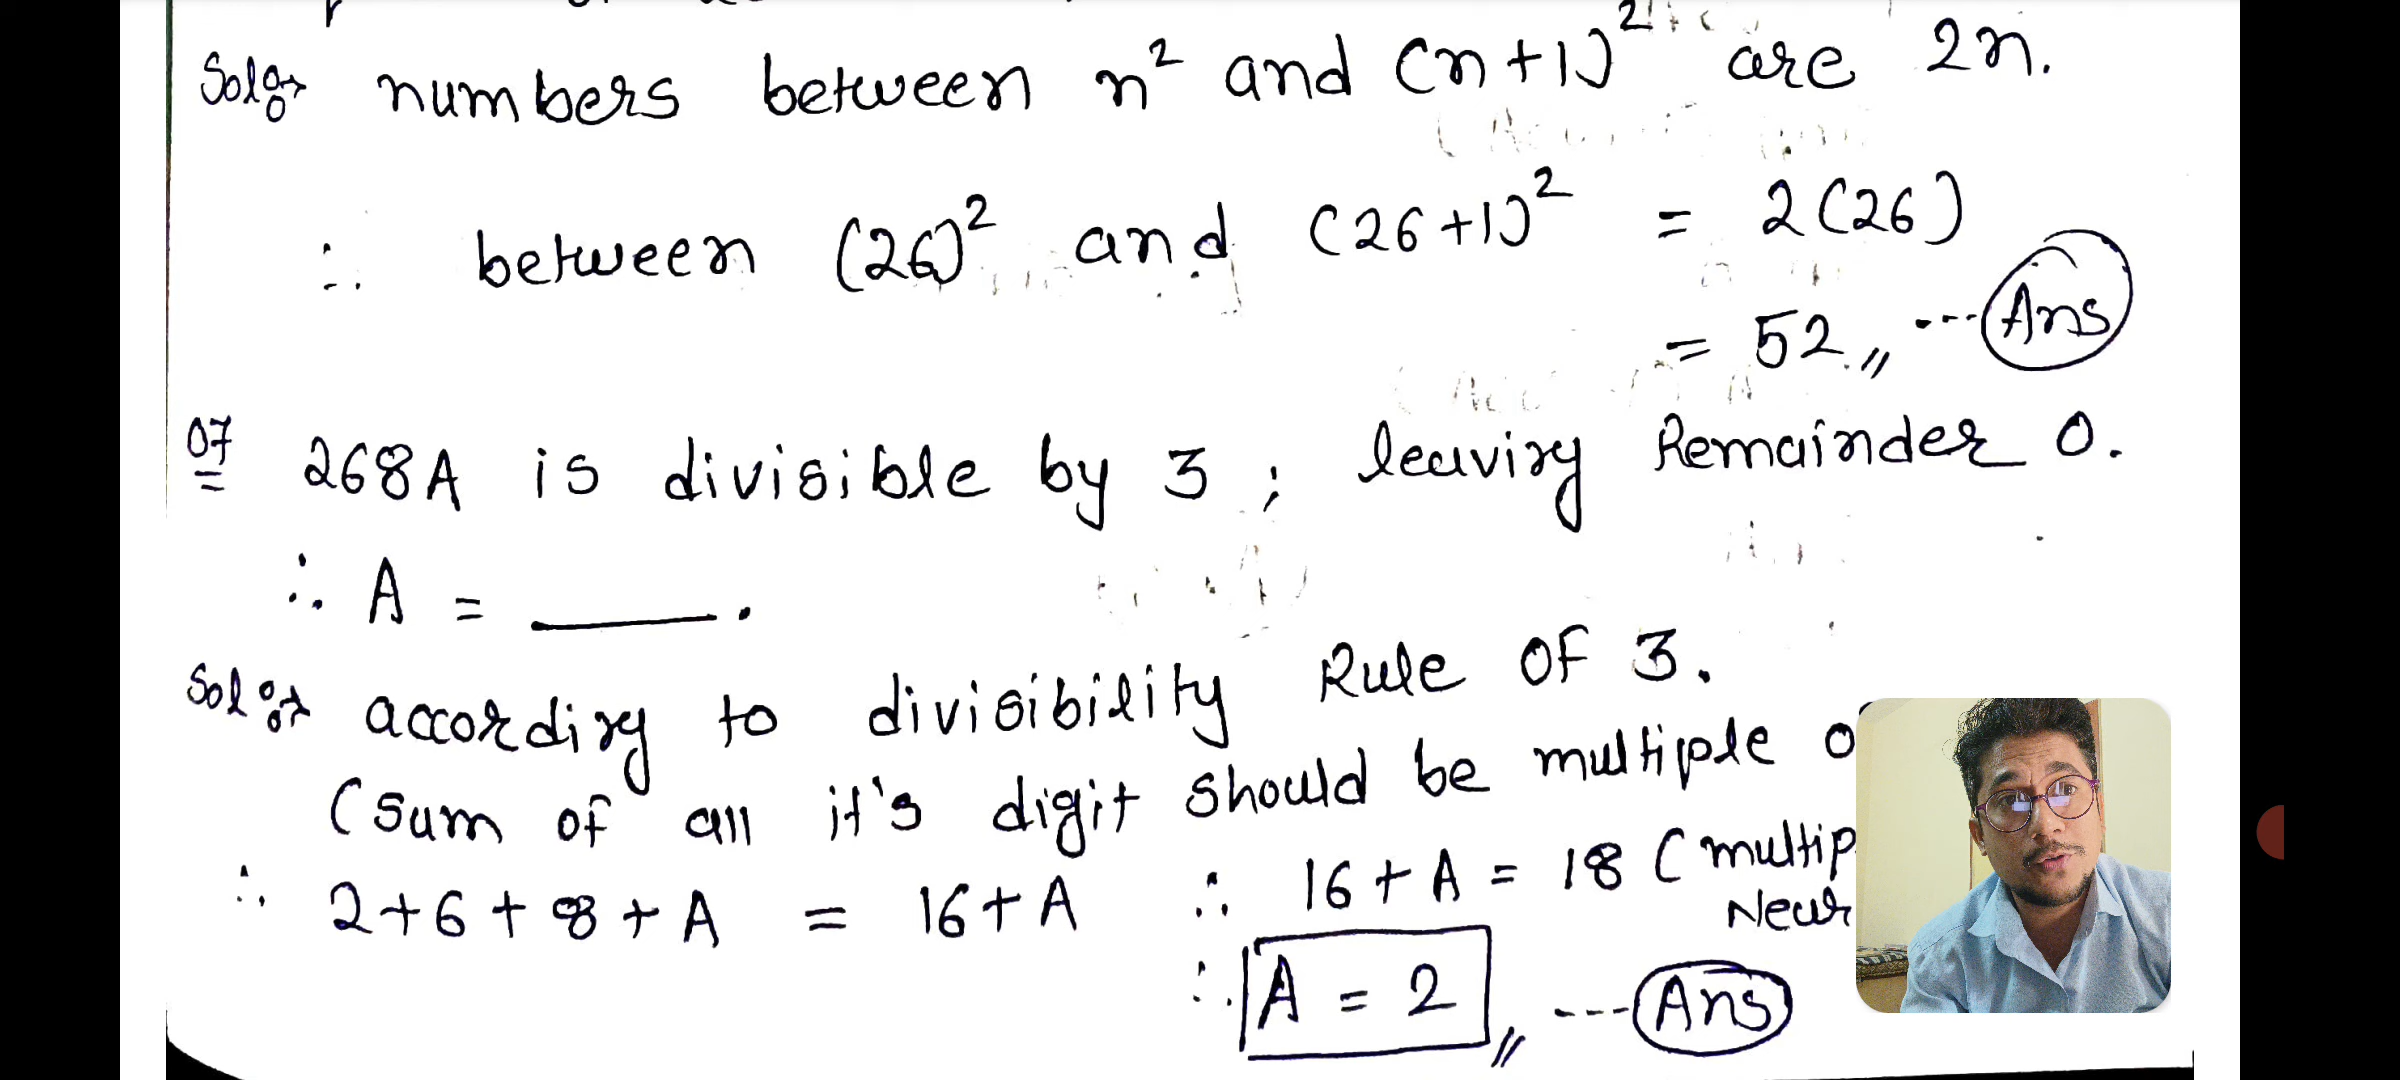 Sol: numbers between n² and (n+1)² are 2n.
∴ between (26)² and (26+1)² = 2(26)
= 52,, ---Ans
07 268A is divisible by 3; leaving Remainder 0.
∴ A = ____.
Sol: according to divisibility Rule OF 3.
(sum of all it's digit should be multiple
∴ 2+6+8+A = 16+A ∴ 16+A = 18 (multip
Near
∴ A = 2,, ---Ans